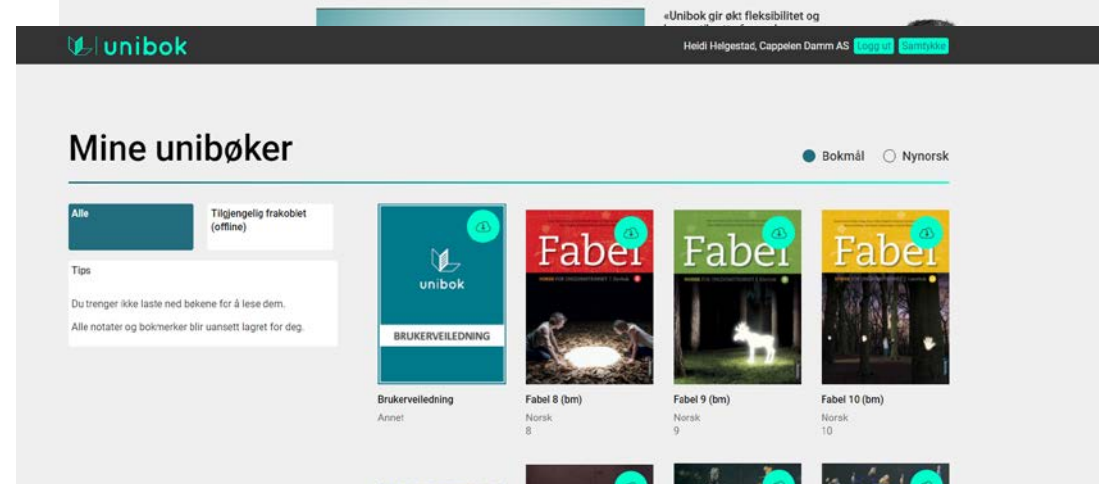 «Unibok gir økt fleksibilitet og
unibok
Heidi Helgestad, Cappelen Damm AS Logg ut Samtykke
Mine unibøker
Bokmål Nynorsk
Alle
Tilgjengelig frakoblet
(offline)
Tips
Du trenger ikke laste ned bøkene for å lese dem.
Alle notater og bokmerker blir uansett lagret for deg.
unibok
BRUKERVEILEDNING
Fabel
Fabel
Fabel
Brukerveiledning
Annet
Fabel 8 (bm)
Norsk
8
Fabel 9 (bm)
Norsk
9
Fabel 10 (bm)
Norsk
10